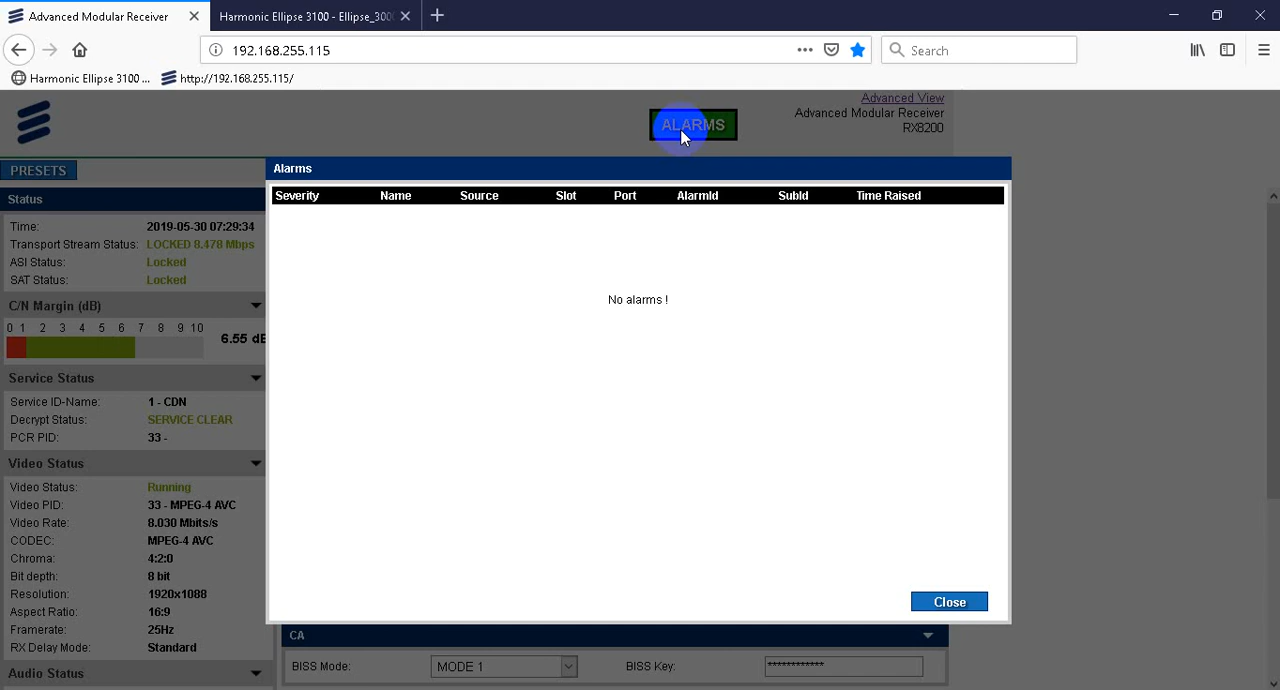 Advanced Modular Receiver
Harmonic Ellipse 3100 - Ellipse_300
192.168.255.115
Search
Harmonic Ellipse 3100 ...
http://192.168.255.115/
ALARMS
Advanced View
Advanced Modular Receiver
RX8200
PRESETS
Alarms
Severity Name Source Slot Port AlarmId SubId Time Raised
No alarms !
Close
Status
Time: 2019-05-30 07:29:34
Transport Stream Status: LOCKED 8.478 Mbps
ASI Status: Locked
SAT Status: Locked
C/N Margin (dB)
0 1 2 3 4 5 6 7 8 9 10
6.55 dB
Service Status
Service ID-Name: 1 - CDN
Decrypt Status: SERVICE CLEAR
PCR PID: 33 -
Video Status
Video Status: Running
Video PID: 33 - MPEG-4 AVC
Video Rate: 8.030 Mbits/s
CODEC: MPEG-4 AVC
Chroma: 4:2:0
Bit depth: 8 bit
Resolution: 1920x1088
Aspect Ratio: 16:9
Framerate: 25Hz
RX Delay Mode: Standard
Audio Status
CA
BISS Mode: MODE 1 BISS Key: ************